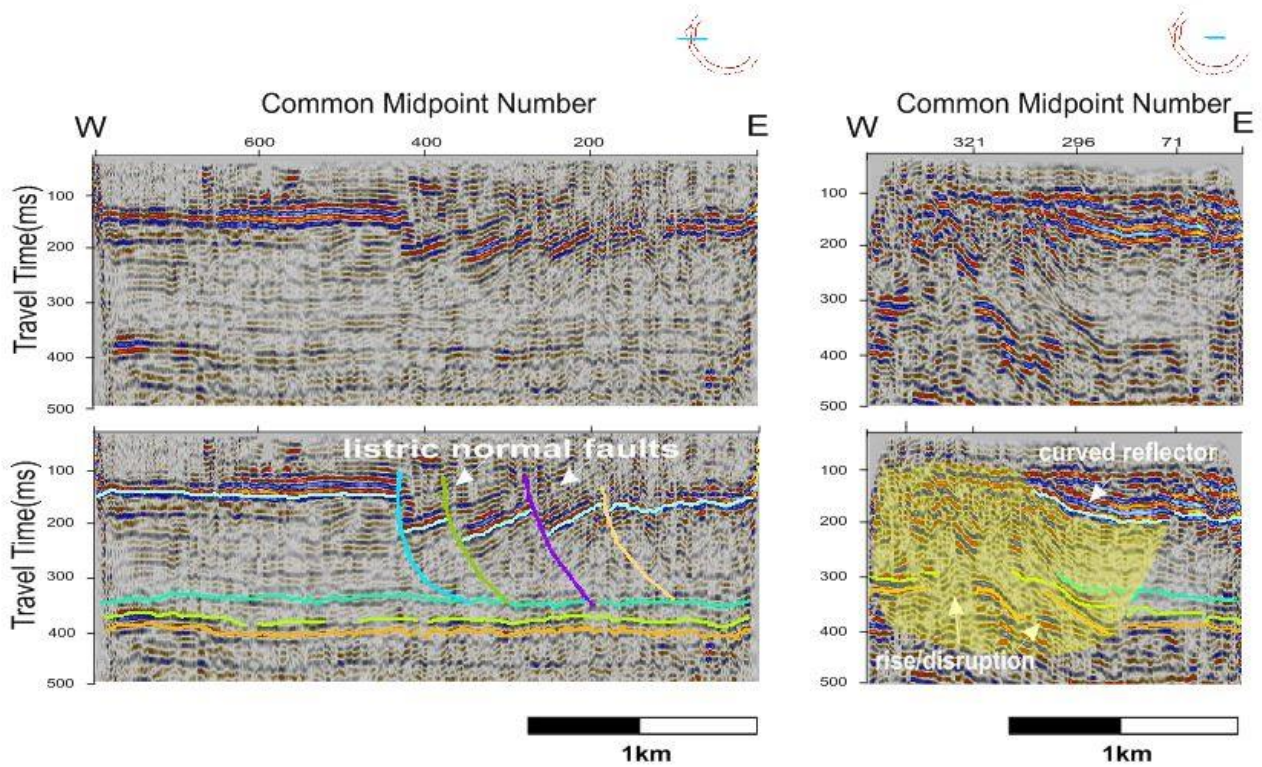 Common Midpoint Number
W E
600 400 200
Travel Time(ms)
100
200
300
400
500
listric normal faults
Travel Time(ms)
100
200
300
400
500
1km
Common Midpoint Number
W E
321 296 71
100
200
300
400
500
curved reflector
100
200
300
400
500
rise/disruption
1km